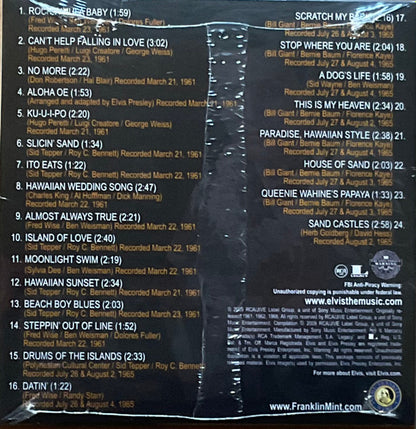 1. ROCK-A-HULA BABY (1:59)
(Fred Wise / Ben Weisman / Dolores Fuller)
Recorded March 23, 1961
2. CAN'T HELP FALLING IN LOVE (3:02)
(Hugo Peretti / Luigi Creatore / George Weiss)
Recorded March 23, 1961
3. NO MORE (2:22)
(Don Robertson / Hal Blair) Recorded March 21, 1961
4. ALOHA OE (1:53)
(Arranged and adapted by Elvis Presley) Recorded March 21, 1961
5. KU-U-I-PO (2:20)
(Hugo Peretti / Luigi Creatore / George Weiss)
Recorded March 21, 1961
6. SLICIN' SAND (1:34)
(Sid Tepper / Roy C. Bennett) Recorded March 21, 1961
7. ITO EATS (1:22)
(Sid Tepper / Roy C. Bennett) Recorded March 21, 1961
8. HAWAIIAN WEDDING SONG (2:47)
(Charles King / Al Hofffman / Dick Manning)
Recorded March 22, 1961
9. ALMOST ALWAYS TRUE (2:21)
(Fred Wise / Ben Weisman) Recorded March 22, 1961
10. ISLAND OF LOVE (2:40)
(Sid Tepper / Roy C. Bennett) Recorded March 22, 1961
11. MOONLIGHT SWIM (2:19)
(Sylvia Dee / Ben Weisman) Recorded March 22, 1961
12. HAWAIIAN SUNSET (2:34)
(Sid Tepper / Roy C. Bennett) Recorded March 21, 1961
13. BEACH BOY BLUES (2:03)
(Sid Tepper / Roy C. Bennett) Recorded March 23, 1961
14. STEPPIN' OUT OF LINE (1:52)
(Fred Wise / Ben Weisman / Dolores Fuller)
Recorded March 22, 1961
15. DRUMS OF THE ISLANDS (2:33)
(Polynesian Cultural Center / Sid Tepper / Roy C. Bennett)
Recorded July 26 & August 2, 1965
16. DATIN' (1:22)
(Fred Wise / Randy Starr)
Recorded July 26 & August 4, 1965
SCRATCH MY BACK 16) 17.
(Bill Giant / Bernie Baum / Florence Kaye)
Recorded July 27 & August 4, 1965
STOP WHERE YOU ARE (2:04) 18.
(Bill Giant / Bernie Baum / Florence Kaye)
Recorded July 27 & August 4, 1965
A DOG'S LIFE (1:58) 19.
(Sid Wayne / Ben Weisman)
Recorded July 26 & August 4, 1965
THIS IS MY HEAVEN (2:34) 20.
(Bill Giant / Bernie Baum / Florence Kaye)
Recorded July 27 & August 4, 1965
PARADISE, HAWAIIAN STYLE (2:38) 21.
(Bill Giant / Bernie Baum / Florence Kaye)
Recorded July 27 & August 4, 1965
HOUSE OF SAND (2:03) 22.
(Bill Giant / Bernie Baum / Florence Kaye)
Recorded July 26 & August 4, 1965
QUEENIE WAHINE'S PAPAYA (1:33) 23.
(Bill Giant / Bernie Baum / Florence Kaye)
Recorded July 27 & August 3, 1965
SAND CASTLES (2:58) 24.
(Herb Goldberg / David Hess)
Recorded August 2, 1965
RCA
FBI Anti-Piracy Warning
Unauthorized copying is punishable under federal law.
www.elvisthemusic.com
For more about Elvis, visit Elvis.com.
www.FranklinMint.com